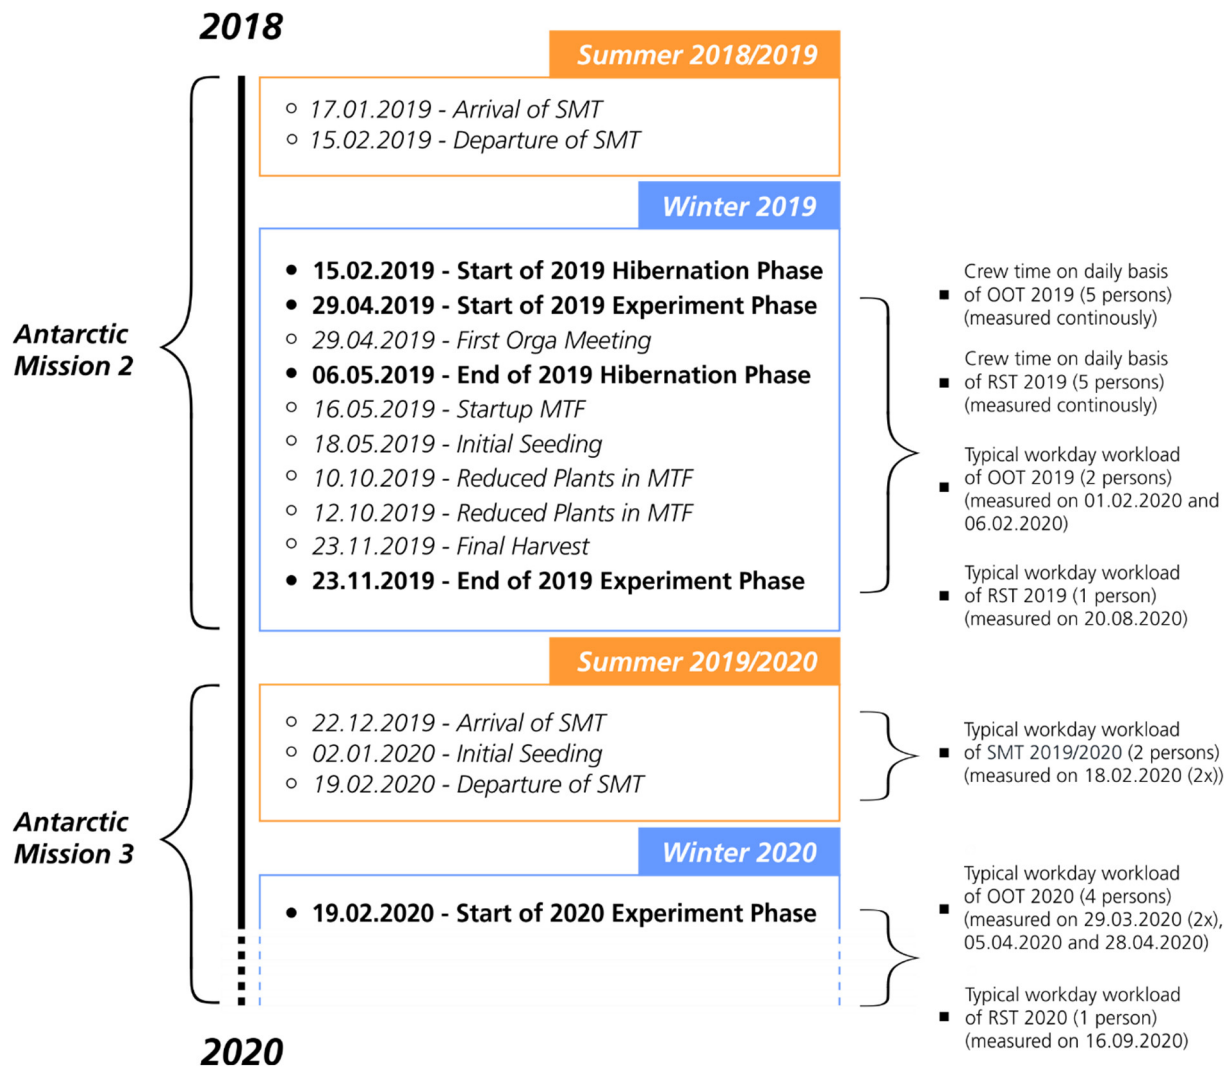 2018
Summer 2018/2019
17.01.2019 - Arrival of SMT
15.02.2019 - Departure of SMT
Winter 2019
15.02.2019 - Start of 2019 Hibernation Phase
29.04.2019 - Start of 2019 Experiment Phase
29.04.2019 - First Orga Meeting
06.05.2019 - End of 2019 Hibernation Phase
16.05.2019 - Startup MTF
18.05.2019 - Initial Seeding
10.10.2019 - Reduced Plants in MTF
12.10.2019 - Reduced Plants in MTF
23.11.2019 - Final Harvest
23.11.2019 - End of 2019 Experiment Phase
Antarctic
Mission 2
Crew time on daily basis
of OOT 2019 (5 persons)
(measured continously)
Crew time on daily basis
of RST 2019 (5 persons)
(measured continously)
Typical workday workload
of OOT 2019 (2 persons)
(measured on 01.02.2020 and
06.02.2020)
Typical workday workload
of RST 2019 (1 person)
(measured on 20.08.2020)
Summer 2019/2020
22.12.2019 - Arrival of SMT
02.01.2020 - Initial Seeding
19.02.2020 - Departure of SMT
Typical workday workload
of SMT 2019/2020 (2 persons)
(measured on 18.02.2020 (2x))
Antarctic
Mission 3
Winter 2020
19.02.2020 - Start of 2020 Experiment Phase
Typical workday workload
of OOT 2020 (4 persons)
(measured on 29.03.2020 (2x),
05.04.2020 and 28.04.2020)
Typical workday workload
of RST 2020 (1 person)
(measured on 16.09.2020)
2020